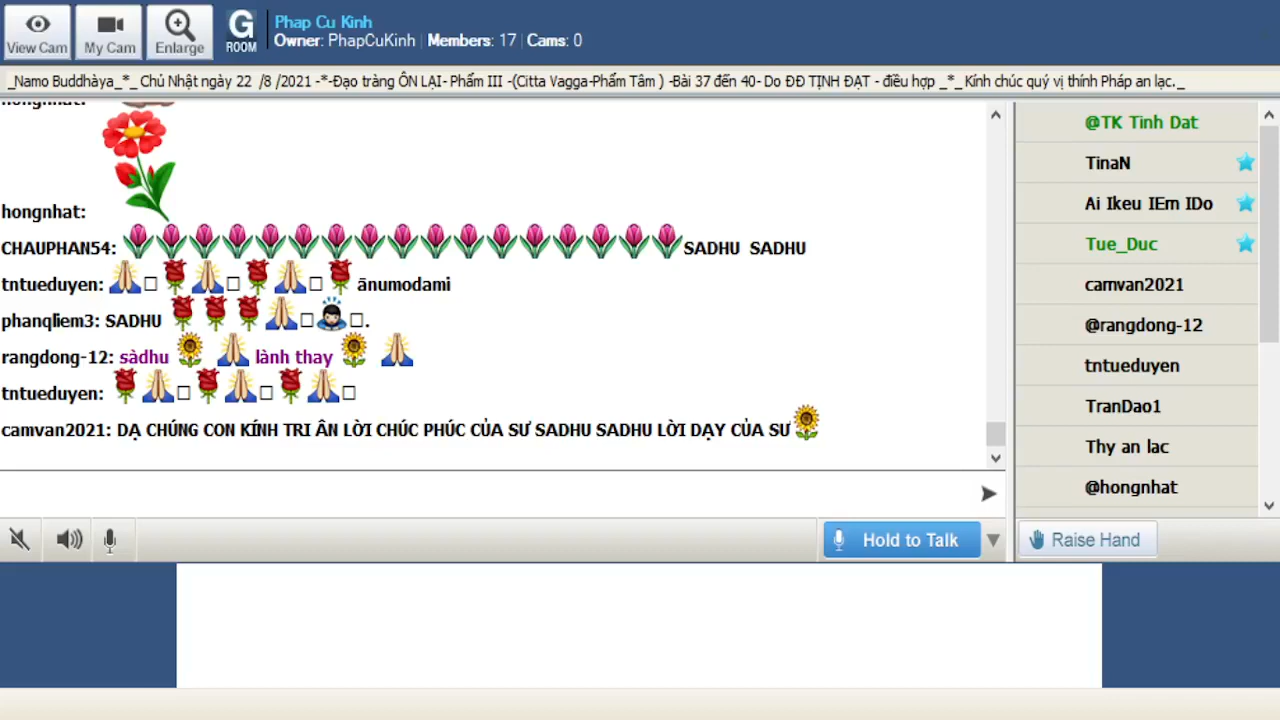 View Cam
My Cam
Enlarge
G
ROOM
Phap Cu Kinh
Owner: PhapCuKinh | Members: 17 | Cams: 0
_Namo Buddhàya_*_ Chủ Nhật ngày 22 /8 /2021 -*-Đạo tràng ÔN LẠI- Phẩm III -(Citta Vagga-Phẩm Tâm ) -Bài 37 đến 40- Do ĐĐ TỊNH ĐẠT - điều hợp _*_ Kính chúc quý vị thính Pháp an lạc._
hongnhat:
hongnhat:
CHAUPHAN54: SADHU SADHU
tntueduyen: ānumodami
phanqliem3: SADHU .
rangdong-12: sàdhu lành thay
tntueduyen:
camvan2021: DẠ CHÚNG CON KÍNH TRI ÂN LỜI CHÚC PHÚC CỦA SƯ SADHU SADHU LỜI DẠY CỦA SƯ
Hold to Talk
@TK Tinh Dat
TinaN
Ai Ikeu IEm IDo
Tue_Duc
camvan2021
@rangdong-12
tntueduyen
TranDao1
Thy an lac
@hongnhat
Raise Hand